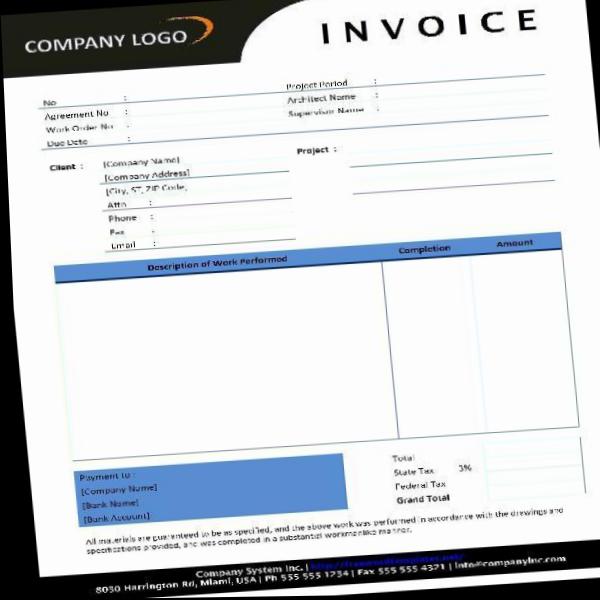 COMPANY LOGO
INVOICE
No :
Agreement No :
Work Order No :
Due Date :
Project Period :
Architect Name :
Supervisor Name :
Client :
[Company Name]
[Company Address]
[City, ST, ZIP Code]
Attn :
Phone :
Fax :
Email :
Project :
Description of Work Performed Completion Amount
Payment to :
[Company Name]
[Bank Name]
[Bank Account]
Total
State Tax 3%
Federal Tax
Grand Total
All materials are guaranteed to be as specified, and the above work was performed in accordance with the drawings and
specifications provided, and was completed in a substantial workmanlike manner.
Company System Inc. |
8030 Harrington Rd, Miami, USA | Ph 555 555 1234 | Fax 555 555 4321 | info@companyinc.com